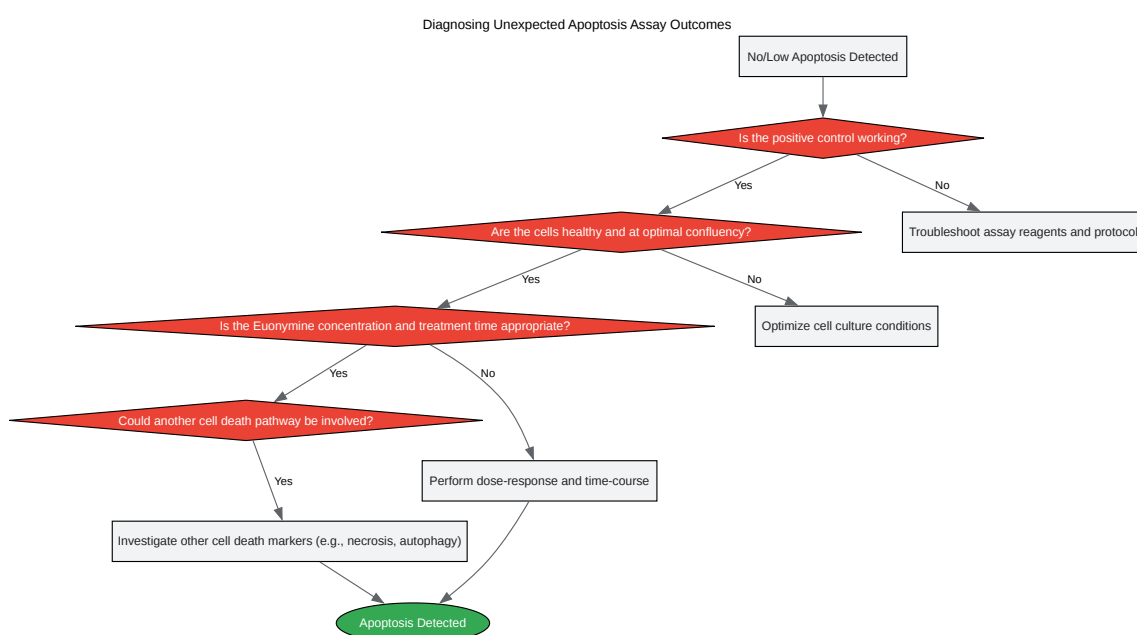 Diagnosing Unexpected Apoptosis Assay Outcomes
No/Low Apoptosis Detected
Is the positive control working?
Yes
No
Are the cells healthy and at optimal confluency?
Troubleshoot assay reagents and protocol
Yes
No
Is the Euonymine concentration and treatment time appropriate?
Optimize cell culture conditions
Yes
No
Could another cell death pathway be involved?
Yes
Perform dose-response and time-course
Investigate other cell death markers (e.g., necrosis, autophagy)
Apoptosis Detected